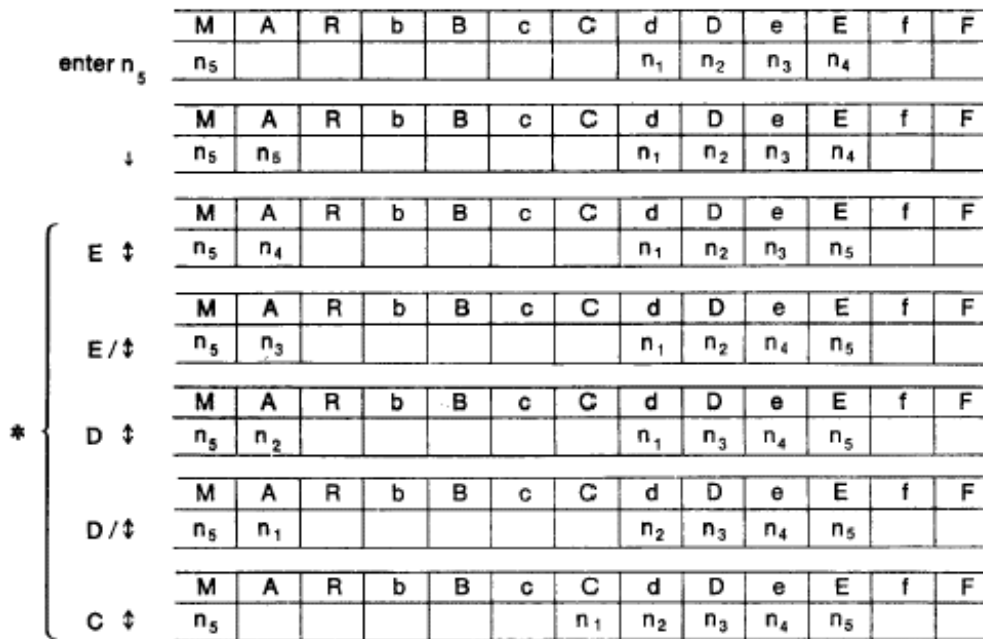 M A R b B c C d D e E f F
enter n₅ n₅ n₁ n₂ n₃ n₄
M A R b B c C d D e E f F
↓ n₅ n₅ n₁ n₂ n₃ n₄
M A R b B c C d D e E f F
E ⇕ n₅ n₄ n₁ n₂ n₃ n₅
M A R b B c C d D e E f F
E/⇕ n₅ n₃ n₁ n₂ n₄ n₅
M A R b B c C d D e E f F
* D ⇕ n₅ n₂ n₁ n₃ n₄ n₅
M A R b B c C d D e E f F
D/⇕ n₅ n₁ n₂ n₃ n₄ n₅
M A R b B c C d D e E f F
C ⇕ n₅ n₁ n₂ n₃ n₄ n₅